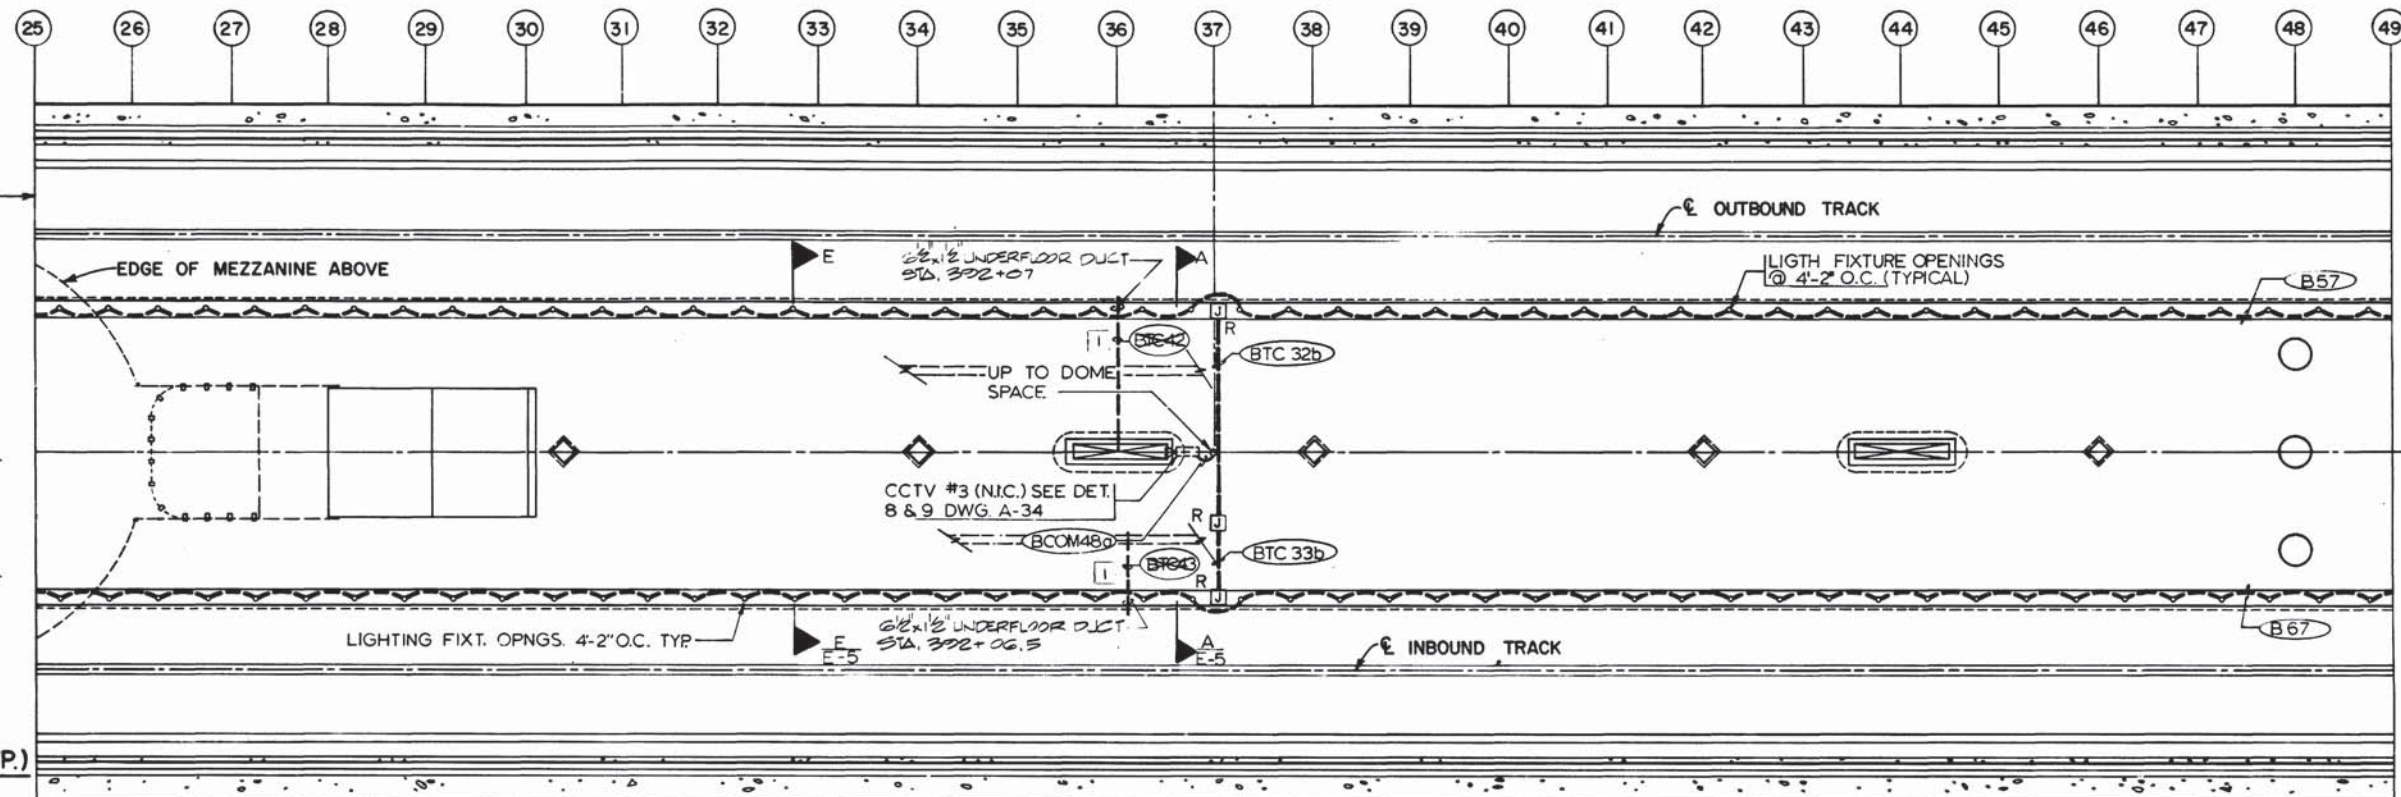 25 26 27 28 29 30 31 32 33 34 35 36 37 38 39 40 41 42 43 44 45 46 47 48 49
℄ OUTBOUND TRACK
EDGE OF MEZZANINE ABOVE
E
6½"x1½" UNDERFLOOR DUCT
STA. 392+07
A
LIGTH FIXTURE OPENINGS
@ 4'-2" O.C. (TYPICAL)
B57
J
R
1
BTC42
BTC 32b
UP TO DOME
SPACE
CCTV #3 (N.I.C.) SEE DET.
8 & 9 DWG. A-34
R
J
BCOM48a
BTC 33b
1
BTC43
R
J
LIGHTING FIXT. OPNGS. 4'-2" O.C. TYP.
E
E-5
6½"x1½" UNDERFLOOR DUCT
STA. 392+06.5
A
E-5
℄ INBOUND TRACK
B67
P.)